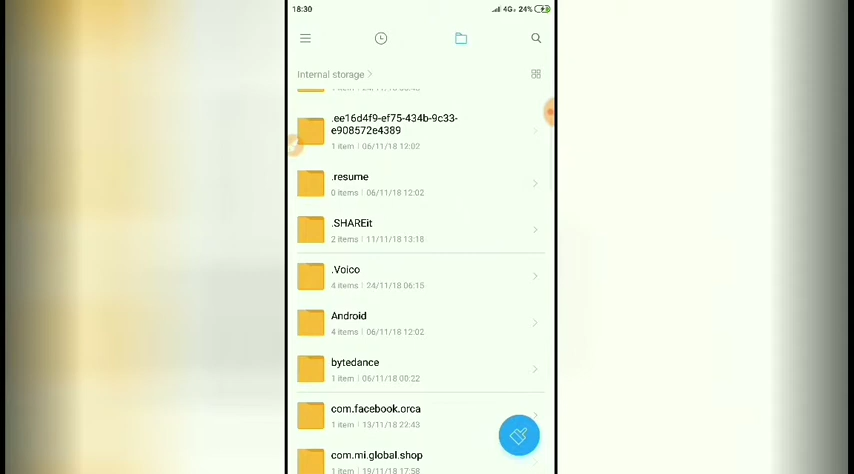 18:30
4G
24%
Internal storage
.ee16d4f9-ef75-434b-9c33-
e908572e4389
1 item | 06/11/18 12:02
.resume
0 items | 06/11/18 12:02
.SHAREit
2 items | 11/11/18 13:18
.Voico
4 items | 24/11/18 06:15
Android
4 items | 06/11/18 12:02
bytedance
1 item | 06/11/18 00:22
com.facebook.orca
1 item | 13/11/18 22:43
com.mi.global.shop
1 item | 19/11/18 17:58